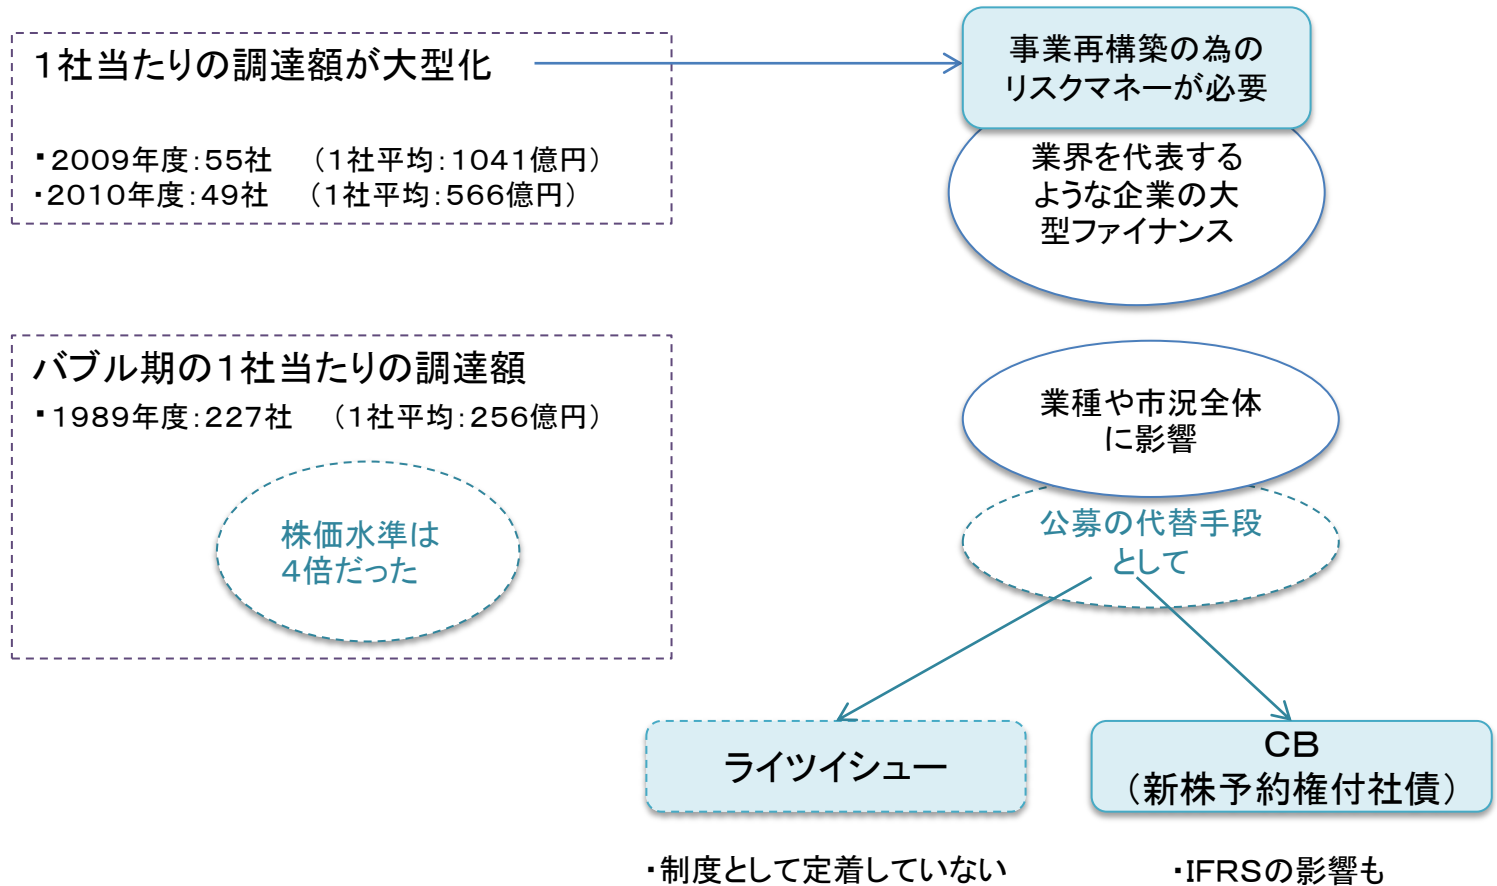 １社当たりの調達額が大型化
・２００９年度：５５社　（１社平均：１０４１億円）
・２０１０年度：４９社　（１社平均：５６６億円）
事業再構築の為の
リスクマネーが必要
業界を代表する
ような企業の大
型ファイナンス
バブル期の１社当たりの調達額
・１９８９年度：２２７社　（１社平均：２５６億円）
株価水準は
４倍だった
業種や市況全体
に影響
公募の代替手段
として
ライツイシュー
ＣＢ
（新株予約権付社債）
・制度として定着していない
・IFRSの影響も